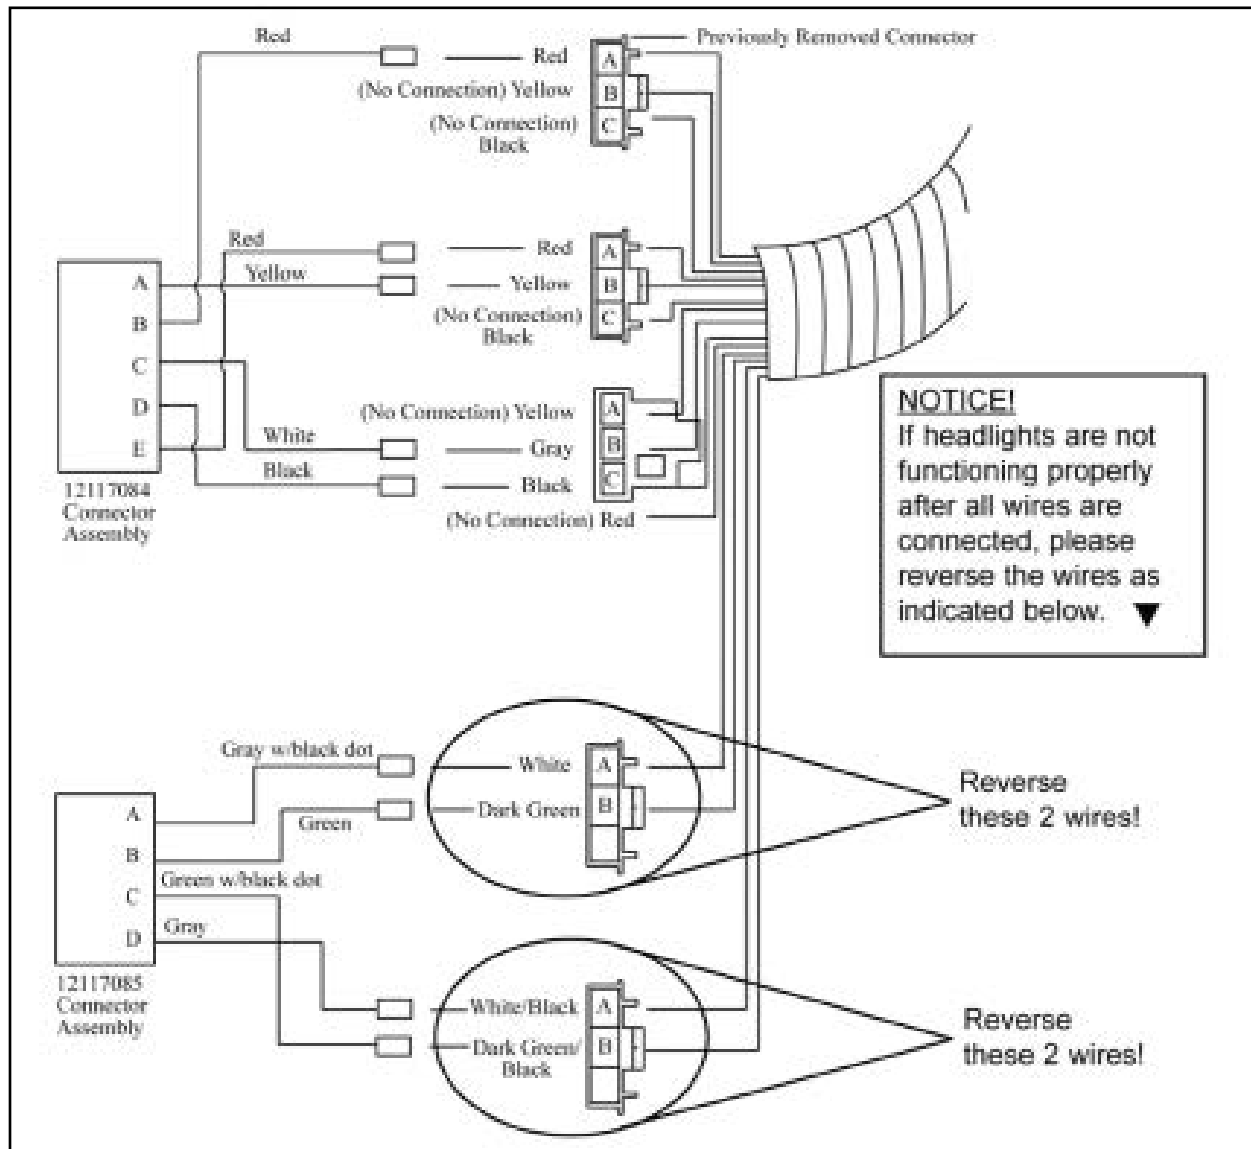 Red
Red
Previously Removed Connector
A
(No Connection) Yellow
B
(No Connection)
Black
C
Red
Red
A
Yellow
Yellow
B
(No Connection)
Black
C
A
B
C
D
E
12117084
Connector
Assembly
(No Connection) Yellow
A
White
Gray
B
Black
Black
C
(No Connection) Red
NOTICE!
If headlights are not
functioning properly
after all wires are
connected, please
reverse the wires as
indicated below. ▼
Gray w/black dot
White
A
Green
Dark Green
B
Reverse
these 2 wires!
A
B
Green w/black dot
C
Gray
D
12117085
Connector
Assembly
White/Black
A
Dark Green/
Black
B
Reverse
these 2 wires!